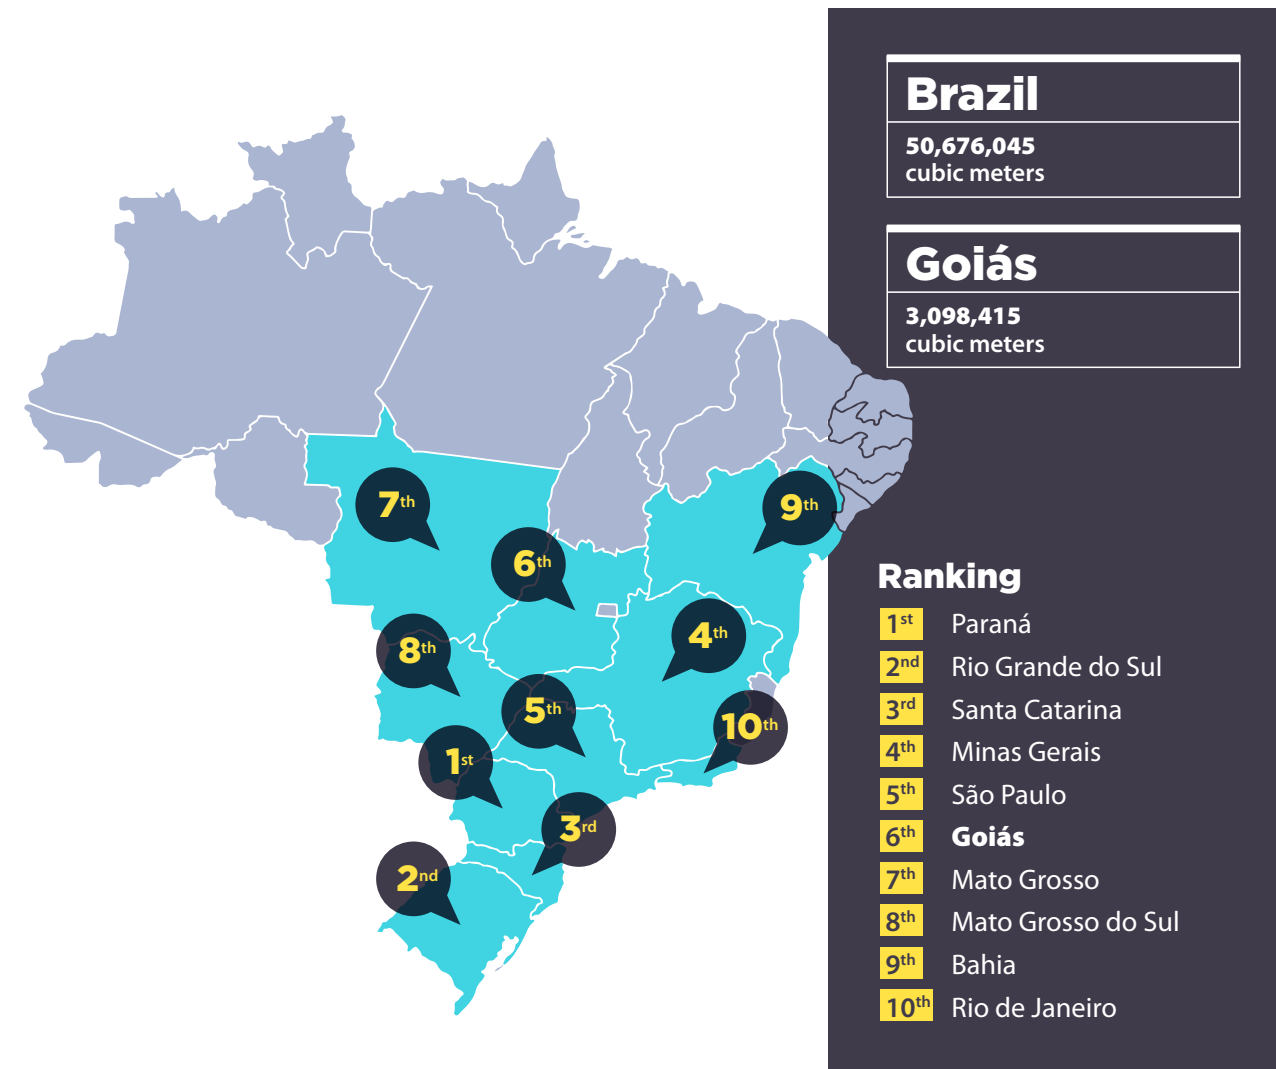 Brazil
50,676,045
cubic meters
Goiás
3,098,415
cubic meters
7th
9th
6th
4th
8th
5th
10th
1st
3rd
2nd
Ranking
1st Paraná
2nd Rio Grande do Sul
3rd Santa Catarina
4th Minas Gerais
5th São Paulo
6th Goiás
7th Mato Grosso
8th Mato Grosso do Sul
9th Bahia
10th Rio de Janeiro